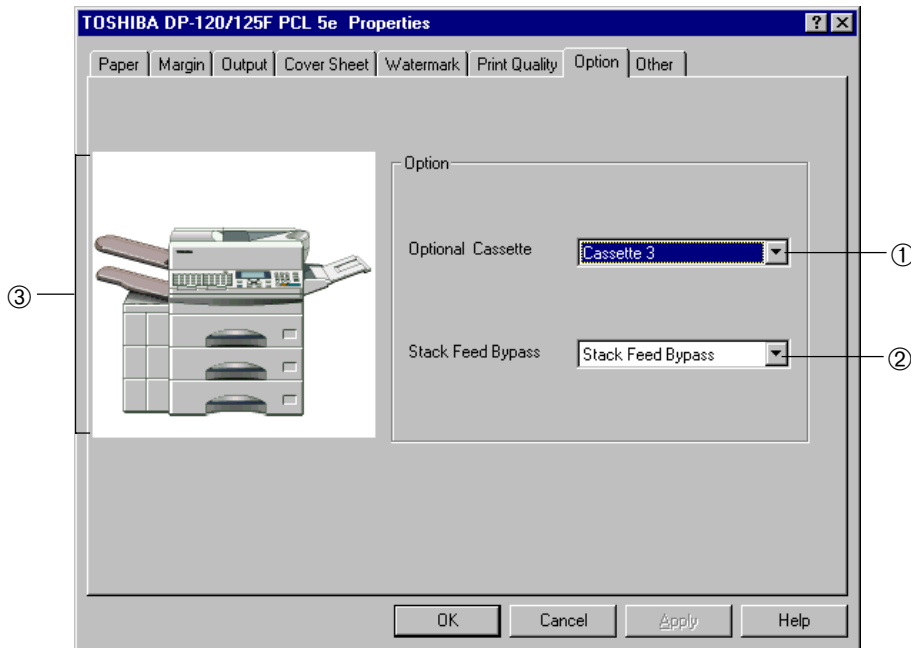 TOSHIBA DP-120/125F PCL 5e Properties
Paper Margin Output Cover Sheet Watermark Print Quality Option Other
Option
Optional Cassette Cassette 3 ①
③
Stack Feed Bypass Stack Feed Bypass ②
OK Cancel Apply Help